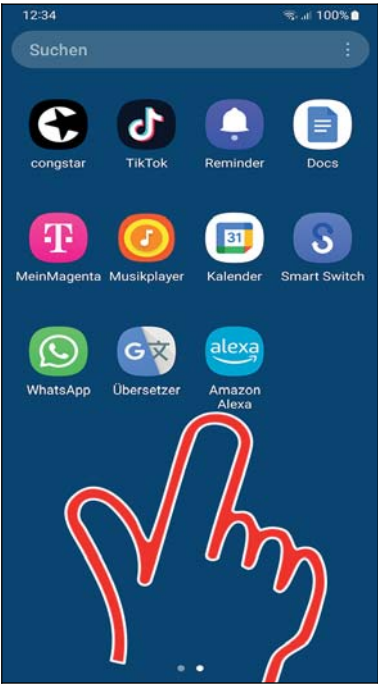 12:34 100%
Suchen
congstar TikTok Reminder Docs
T
31
S
MeinMagenta Musikplayer Kalender Smart Switch
G 文 alexa
WhatsApp Übersetzer Amazon
Alexa